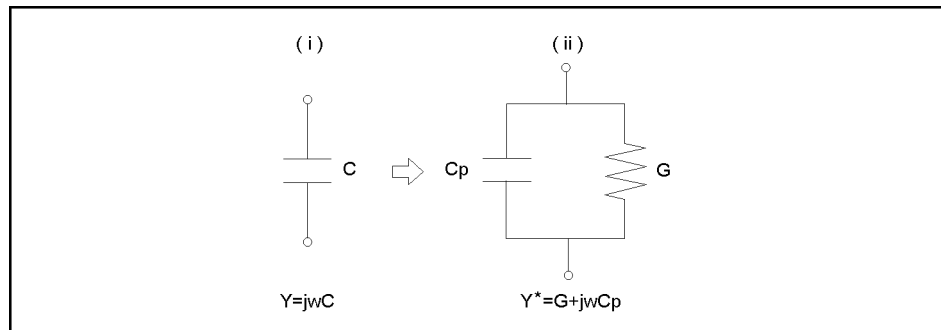 ( i )
( ii )
C
Cp
G
Y=jwC
Y*=G+jwCp